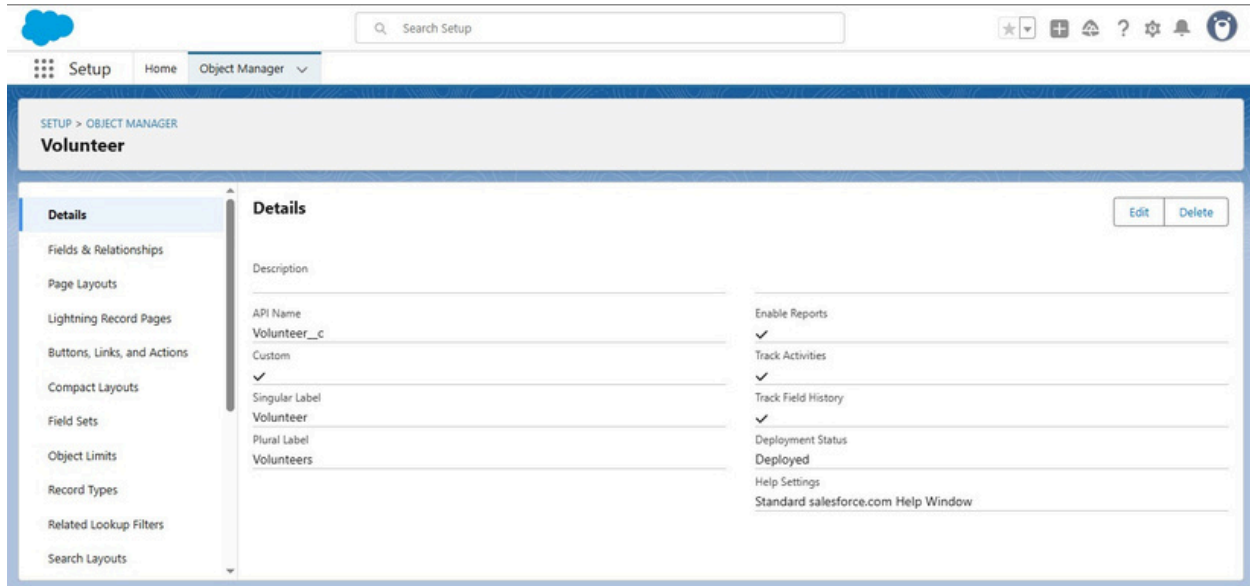 Search Setup
Setup
Home
Object Manager
SETUP > OBJECT MANAGER
Volunteer
Details
Fields & Relationships
Page Layouts
Lightning Record Pages
Buttons, Links, and Actions
Compact Layouts
Field Sets
Object Limits
Record Types
Related Lookup Filters
Search Layouts
Details
Edit
Delete
Description
API Name
Volunteer__c
Custom
Singular Label
Volunteer
Plural Label
Volunteers
Enable Reports
Track Activities
Track Field History
Deployment Status
Deployed
Help Settings
Standard salesforce.com Help Window